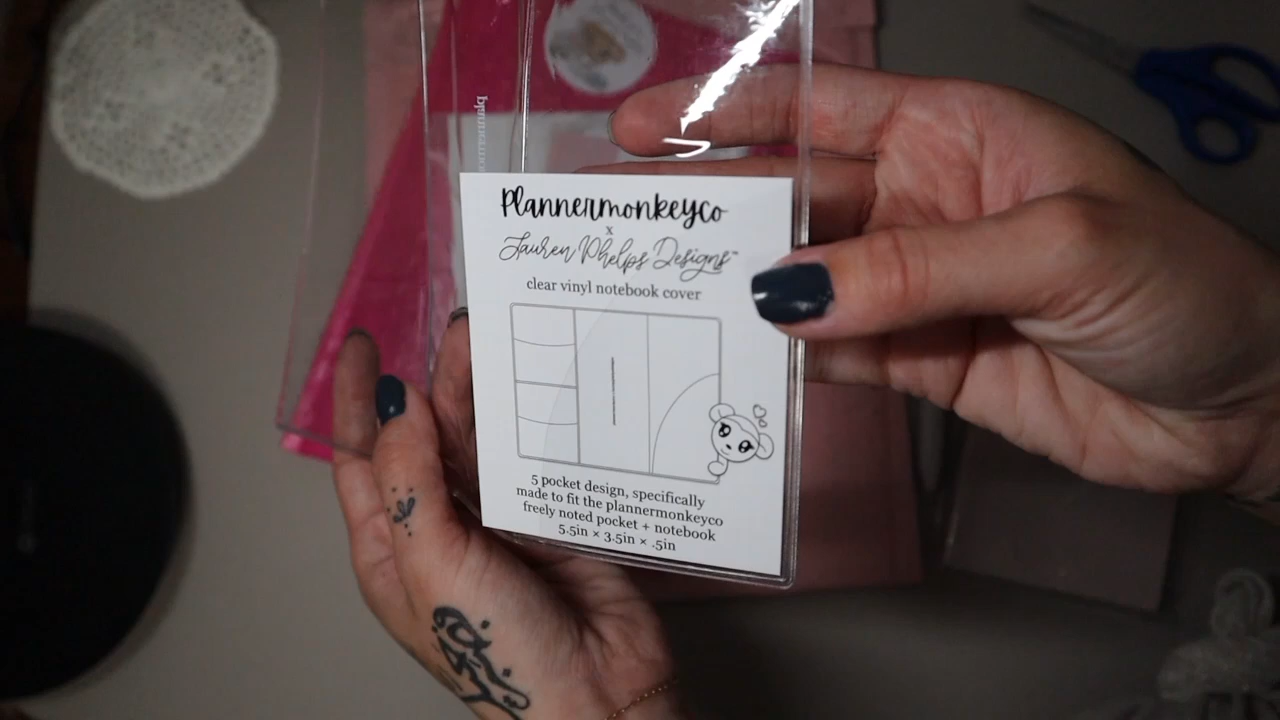 plannermonkeyco
x
Lauren Phelps Designs™
clear vinyl notebook cover
5 pocket design, specifically
made to fit the plannermonkeyco
freely noted pocket + notebook
5.5in × 3.5in × .5in